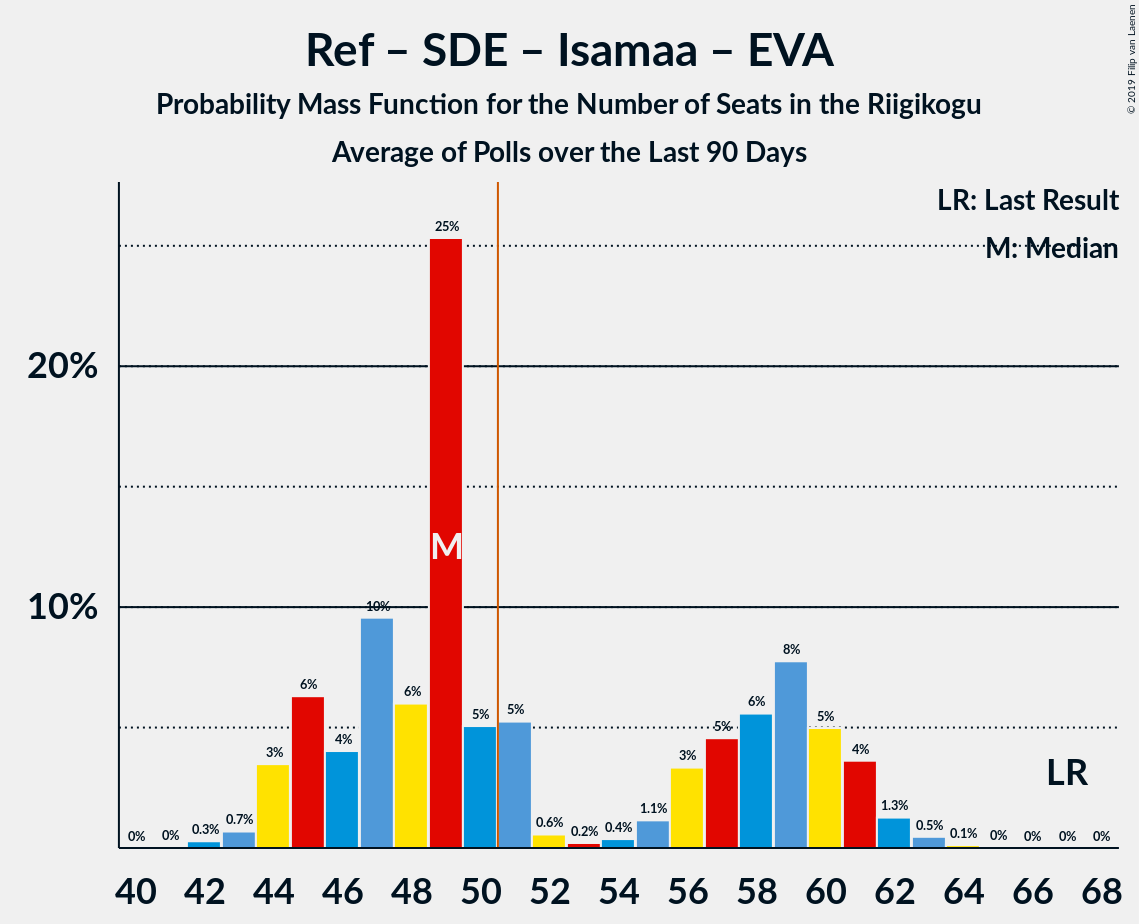 Ref – SDE – Isamaa – EVA
Probability Mass Function for the Number of Seats in the Riigikogu
Average of Polls over the Last 90 Days
© 2019 Filip van Laenen
LR: Last Result
M: Median
20%
10%
0% 0% 0.3% 0.7% 3% 6% 4% 10% 6% 25% 5% 5% 0.6% 0.2% 0.4% 1.1% 3% 5% 6% 8% 5% 4% 1.3% 0.5% 0.1% 0% 0% 0% 0%
M
LR
40 42 44 46 48 50 52 54 56 58 60 62 64 66 68